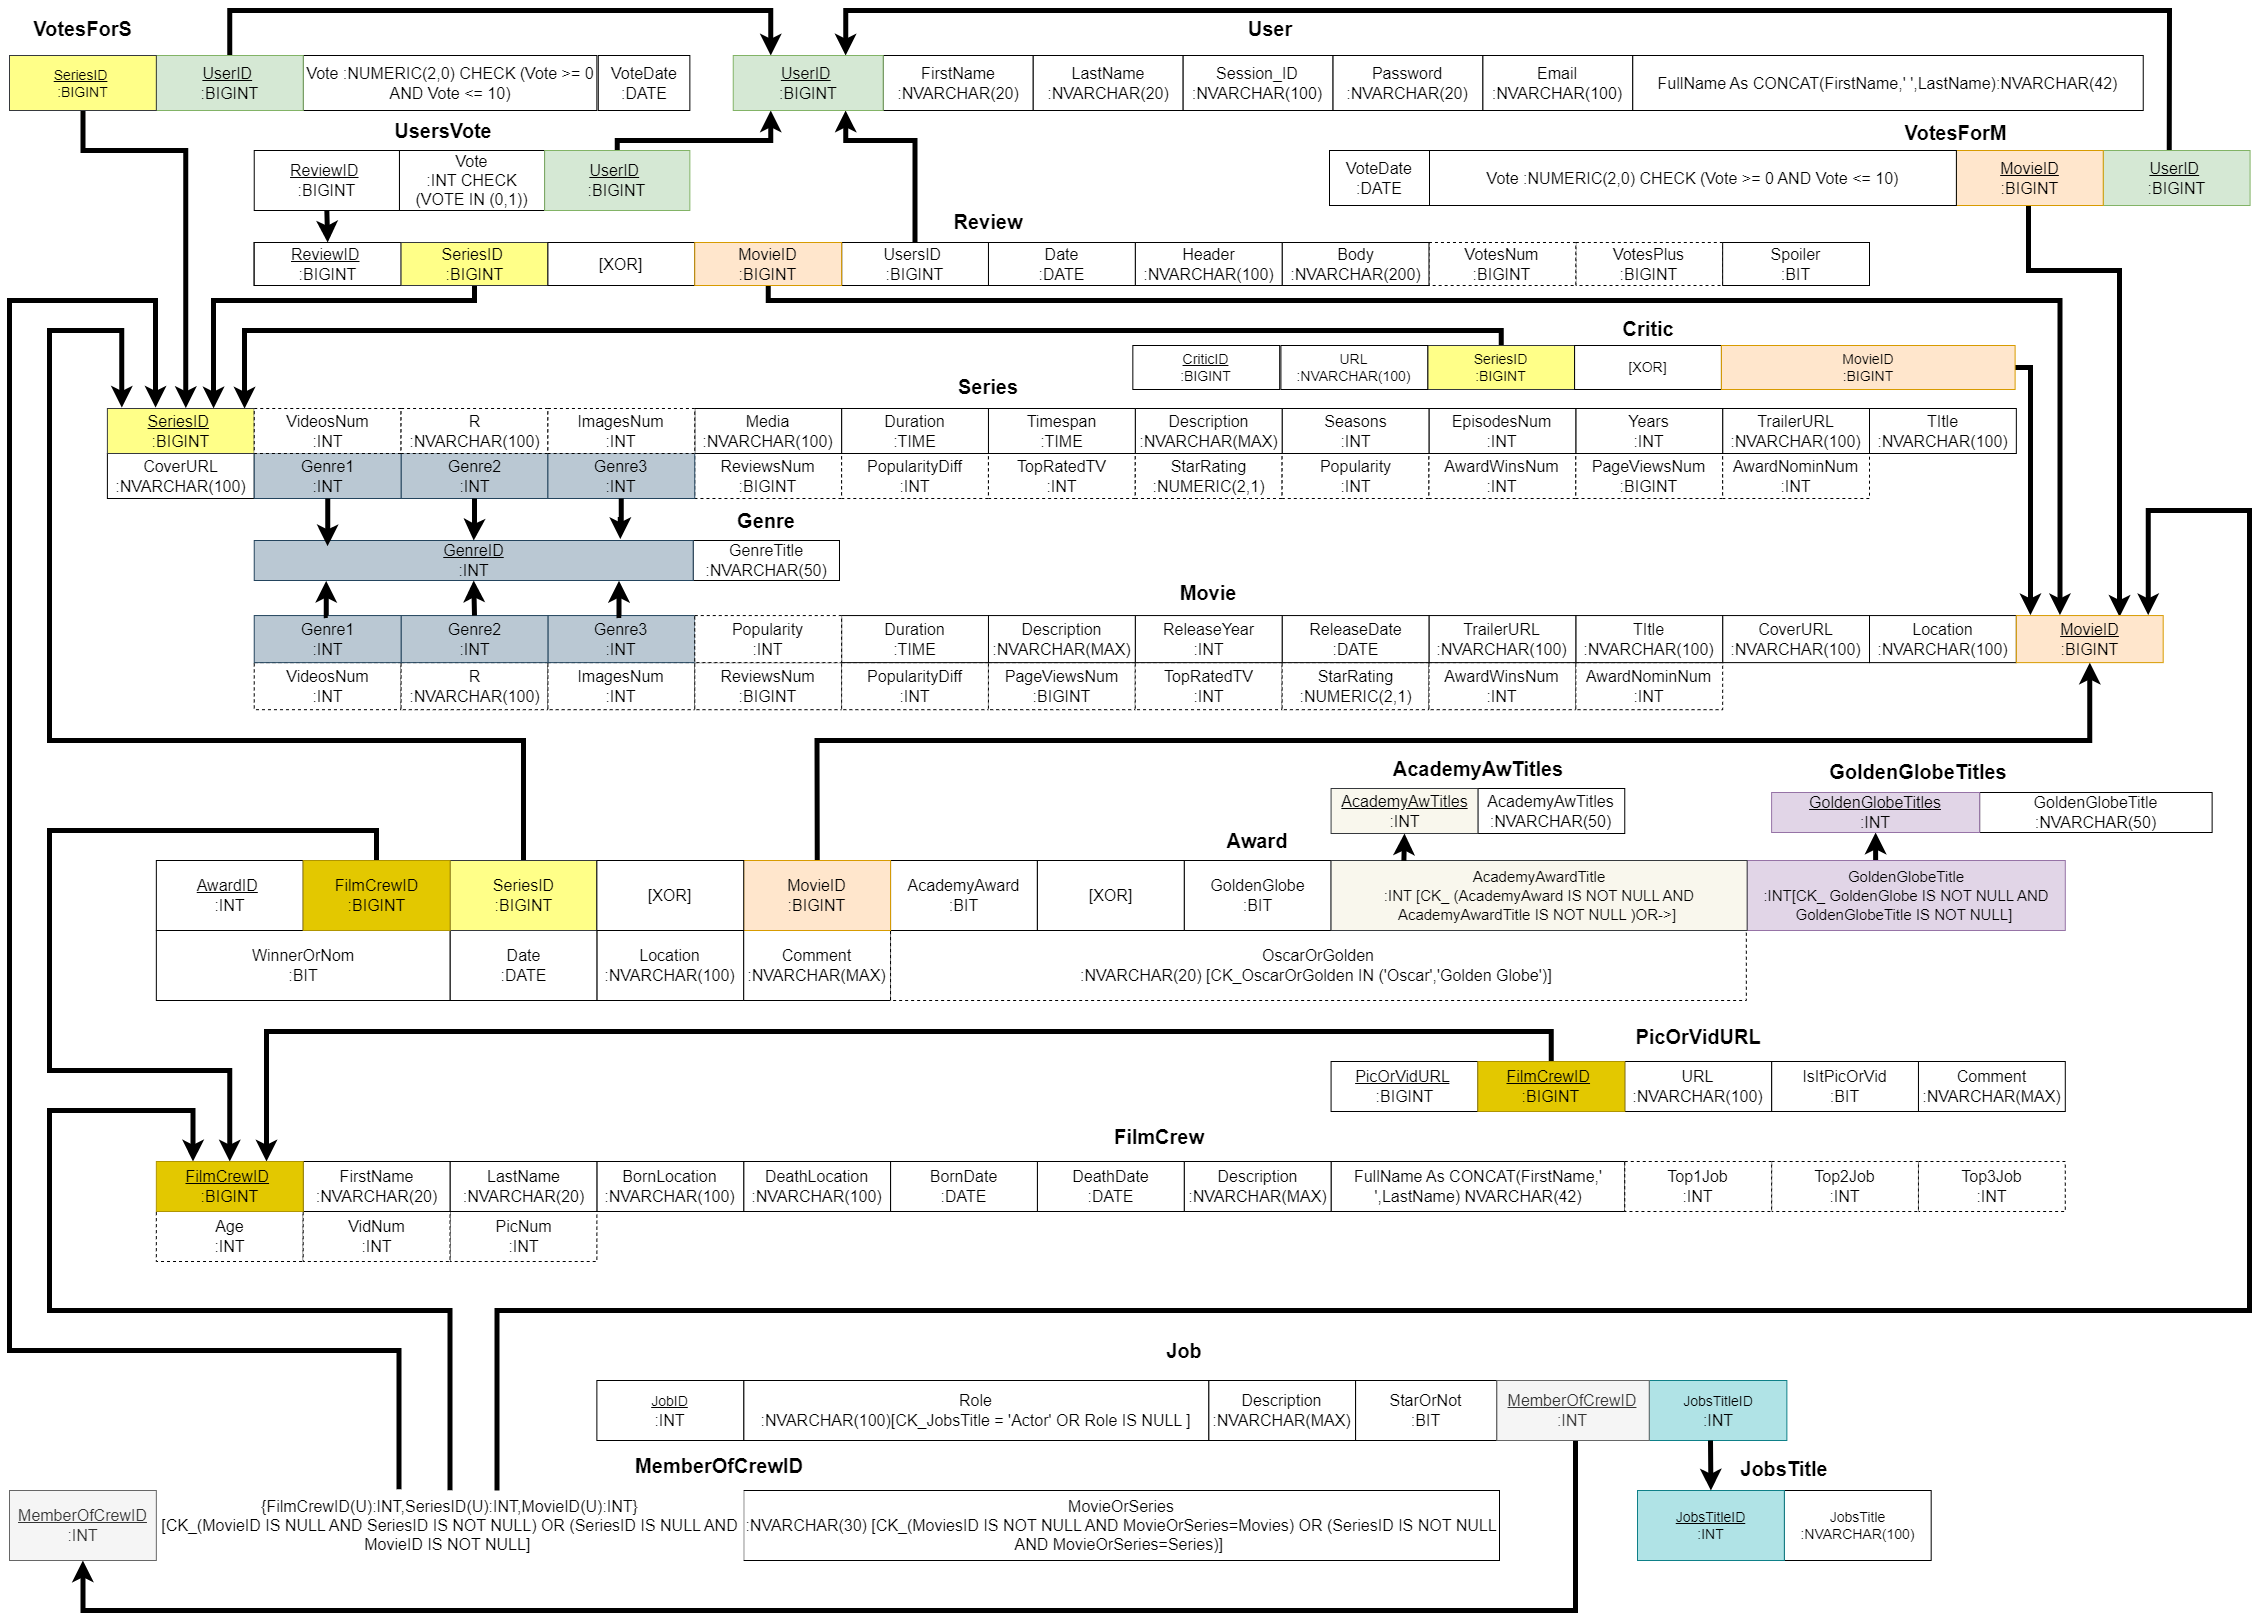 VotesForS
User
SeriesID
:BIGINT
UserID
:BIGINT
Vote :NUMERIC(2,0) CHECK (Vote >= 0
AND Vote <= 10)
VoteDate
:DATE
UserID
:BIGINT
FirstName
:NVARCHAR(20)
LastName
:NVARCHAR(20)
Session_ID
:NVARCHAR(100)
Password
:NVARCHAR(20)
Email
:NVARCHAR(100)
FullName As CONCAT(FirstName,' ',LastName):NVARCHAR(42)
UsersVote
VotesForM
ReviewID
:BIGINT
Vote
:INT CHECK
(VOTE IN (0,1))
UserID
:BIGINT
VoteDate
:DATE
Vote :NUMERIC(2,0) CHECK (Vote >= 0 AND Vote <= 10)
MovieID
:BIGINT
UserID
:BIGINT
Review
ReviewID
:BIGINT
SeriesID
:BIGINT
[XOR]
MovieID
:BIGINT
UsersID
:BIGINT
Date
:DATE
Header
:NVARCHAR(100)
Body
:NVARCHAR(200)
VotesNum
:BIGINT
VotesPlus
:BIGINT
Spoiler
:BIT
Critic
CriticID
:BIGINT
URL
:NVARCHAR(100)
SeriesID
:BIGINT
[XOR]
MovieID
:BIGINT
Series
SeriesID
:BIGINT
VideosNum
:INT
R
:NVARCHAR(100)
ImagesNum
:INT
Media
:NVARCHAR(100)
Duration
:TIME
Timespan
:TIME
Description
:NVARCHAR(MAX)
Seasons
:INT
EpisodesNum
:INT
Years
:INT
TrailerURL
:NVARCHAR(100)
TItle
:NVARCHAR(100)
CoverURL
:NVARCHAR(100)
Genre1
:INT
Genre2
:INT
Genre3
:INT
ReviewsNum
:BIGINT
PopularityDiff
:INT
TopRatedTV
:INT
StarRating
:NUMERIC(2,1)
Popularity
:INT
AwardWinsNum
:INT
PageViewsNum
:BIGINT
AwardNominNum
:INT
Genre
GenreID
:INT
GenreTitle
:NVARCHAR(50)
Movie
Genre1
:INT
Genre2
:INT
Genre3
:INT
Popularity
:INT
Duration
:TIME
Description
:NVARCHAR(MAX)
ReleaseYear
:INT
ReleaseDate
:DATE
TrailerURL
:NVARCHAR(100)
TItle
:NVARCHAR(100)
CoverURL
:NVARCHAR(100)
Location
:NVARCHAR(100)
MovieID
:BIGINT
VideosNum
:INT
R
:NVARCHAR(100)
ImagesNum
:INT
ReviewsNum
:BIGINT
PopularityDiff
:INT
PageViewsNum
:BIGINT
TopRatedTV
:INT
StarRating
:NUMERIC(2,1)
AwardWinsNum
:INT
AwardNominNum
:INT
AcademyAwTitles
GoldenGlobeTitles
AcademyAwTitles
:INT
AcademyAwTitles
:NVARCHAR(50)
GoldenGlobeTitles
:INT
GoldenGlobeTitle
:NVARCHAR(50)
Award
AwardID
:INT
FilmCrewID
:BIGINT
SeriesID
:BIGINT
[XOR]
MovieID
:BIGINT
AcademyAward
:BIT
[XOR]
GoldenGlobe
:BIT
AcademyAwardTitle
:INT [CK_ (AcademyAward IS NOT NULL AND
AcademyAwardTitle IS NOT NULL )OR->]
GoldenGlobeTitle
:INT[CK_ GoldenGlobe IS NOT NULL AND
GoldenGlobeTitle IS NOT NULL]
WinnerOrNom
:BIT
Date
:DATE
Location
:NVARCHAR(100)
Comment
:NVARCHAR(MAX)
OscarOrGolden
:NVARCHAR(20) [CK_OscarOrGolden IN ('Oscar','Golden Globe')]
PicOrVidURL
PicOrVidURL
:BIGINT
FilmCrewID
:BIGINT
URL
:NVARCHAR(100)
IsItPicOrVid
:BIT
Comment
:NVARCHAR(MAX)
FilmCrew
FilmCrewID
:BIGINT
FirstName
:NVARCHAR(20)
LastName
:NVARCHAR(20)
BornLocation
:NVARCHAR(100)
DeathLocation
:NVARCHAR(100)
BornDate
:DATE
DeathDate
:DATE
Description
:NVARCHAR(MAX)
FullName As CONCAT(FirstName,'
',LastName) NVARCHAR(42)
Top1Job
:INT
Top2Job
:INT
Top3Job
:INT
Age
:INT
VidNum
:INT
PicNum
:INT
Job
JobID
:INT
Role
:NVARCHAR(100)[CK_JobsTitle = 'Actor' OR Role IS NULL ]
Description
:NVARCHAR(MAX)
StarOrNot
:BIT
MemberOfCrewID
:INT
JobsTitleID
:INT
MemberOfCrewID
JobsTitle
MemberOfCrewID
:INT
{FilmCrewID(U):INT,SeriesID(U):INT,MovieID(U):INT}
[CK_(MovieID IS NULL AND SeriesID IS NOT NULL) OR (SeriesID IS NULL AND
MovieID IS NOT NULL]
MovieOrSeries
:NVARCHAR(30) [CK_(MoviesID IS NOT NULL AND MovieOrSeries=Movies) OR (SeriesID IS NOT NULL
AND MovieOrSeries=Series)]
JobsTitleID
:INT
JobsTitle
:NVARCHAR(100)